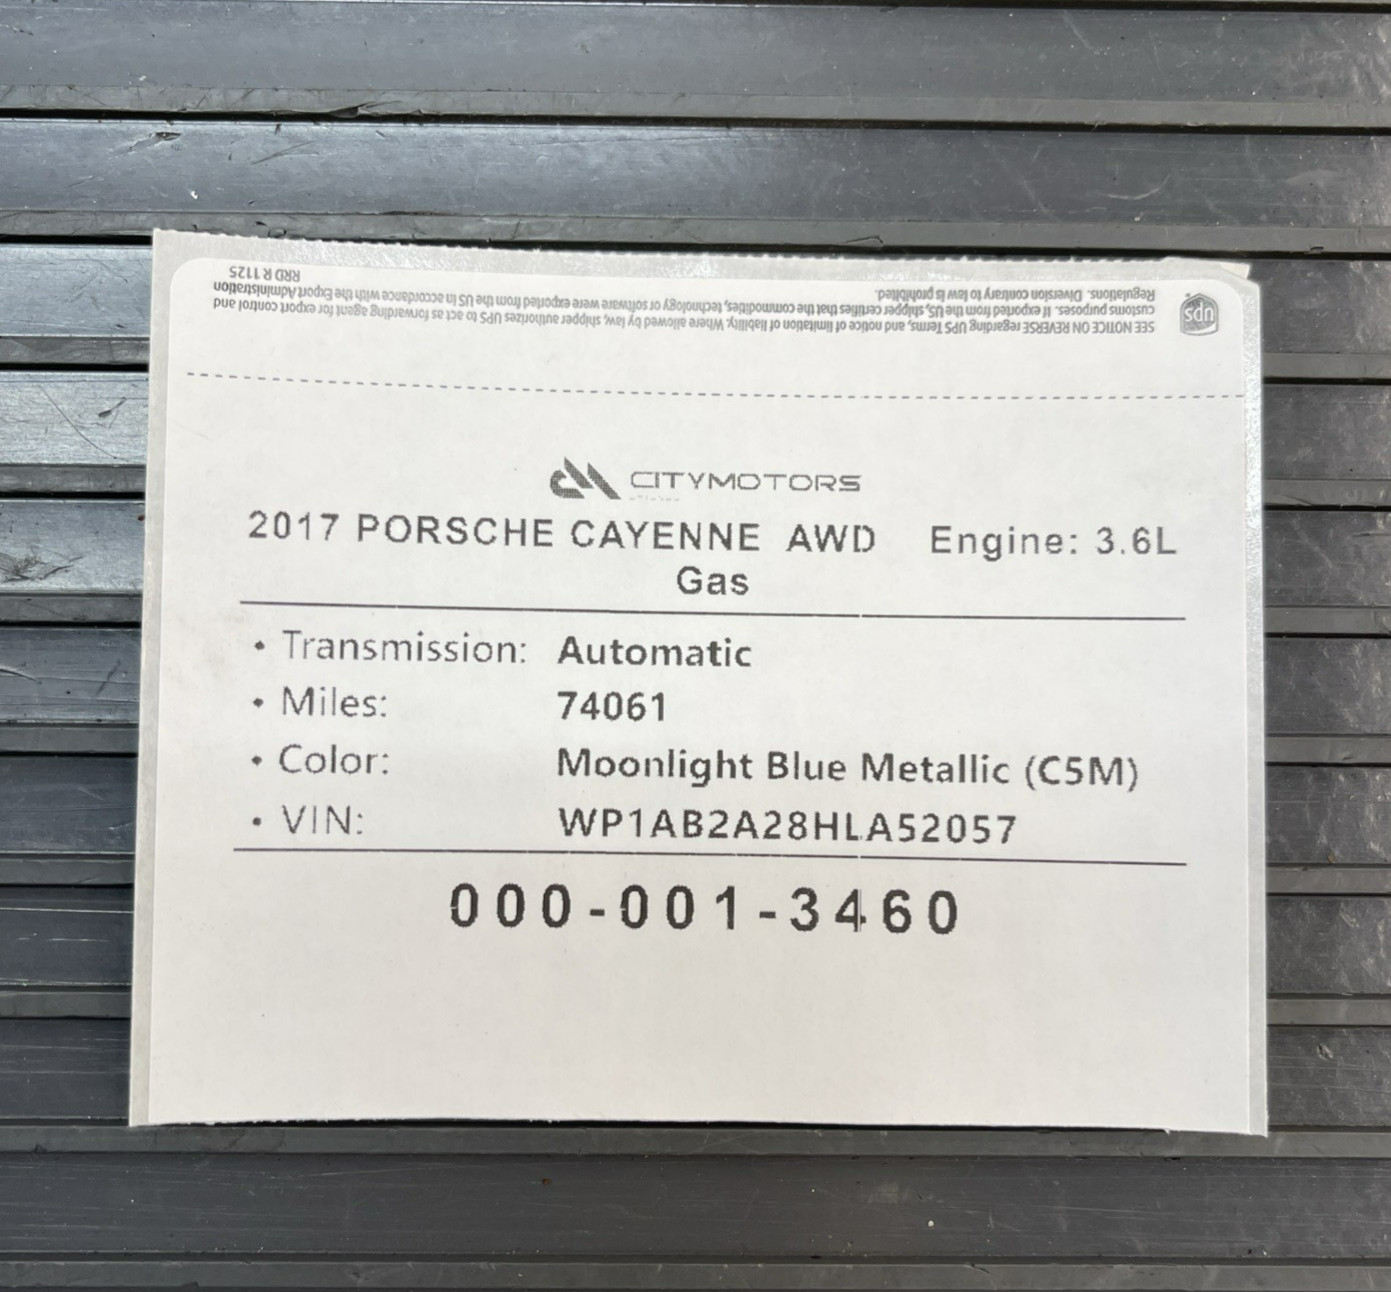 SEE NOTICE ON REVERSE regarding UPS Terms, and notice of limitation of liability. Where allowed by law, shipper authorizes UPS to act as forwarding agent for export control and
customs purposes. If exported from the US, shipper certifies that the commodities, technology or software were exported from the US in accordance with the Export Administration
Regulations. Diversion contrary to law is prohibited.
RRD R 1125
ups
CITYMOTORS
2017 PORSCHE CAYENNE AWD Engine: 3.6L
Gas
• Transmission: Automatic
• Miles: 74061
• Color: Moonlight Blue Metallic (C5M)
• VIN: WP1AB2A28HLA52057
000-001-3460